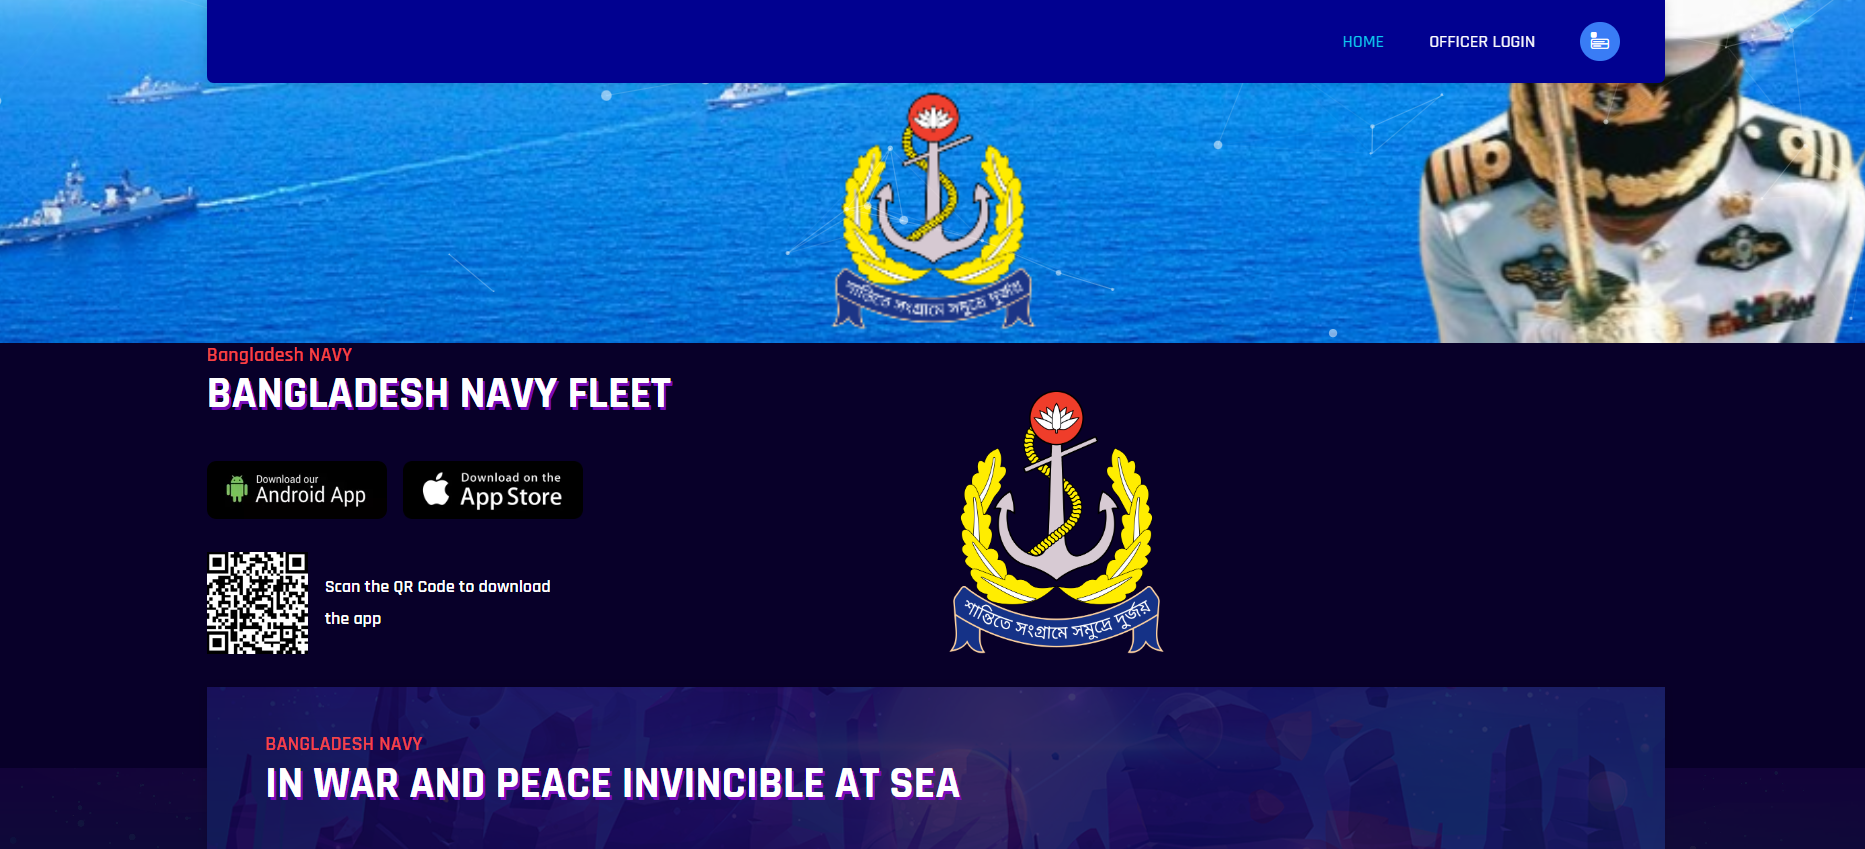 HOME
OFFICER LOGIN
শান্তিতে সংগ্রামে সমুদ্রে দুর্জয়
Bangladesh NAVY
BANGLADESH NAVY FLEET
Download our
Android App
Download on the
App Store
Scan the QR Code to download
the app
শান্তিতে সংগ্রামে সমুদ্রে দুর্জয়
BANGLADESH NAVY
IN WAR AND PEACE INVINCIBLE AT SEA